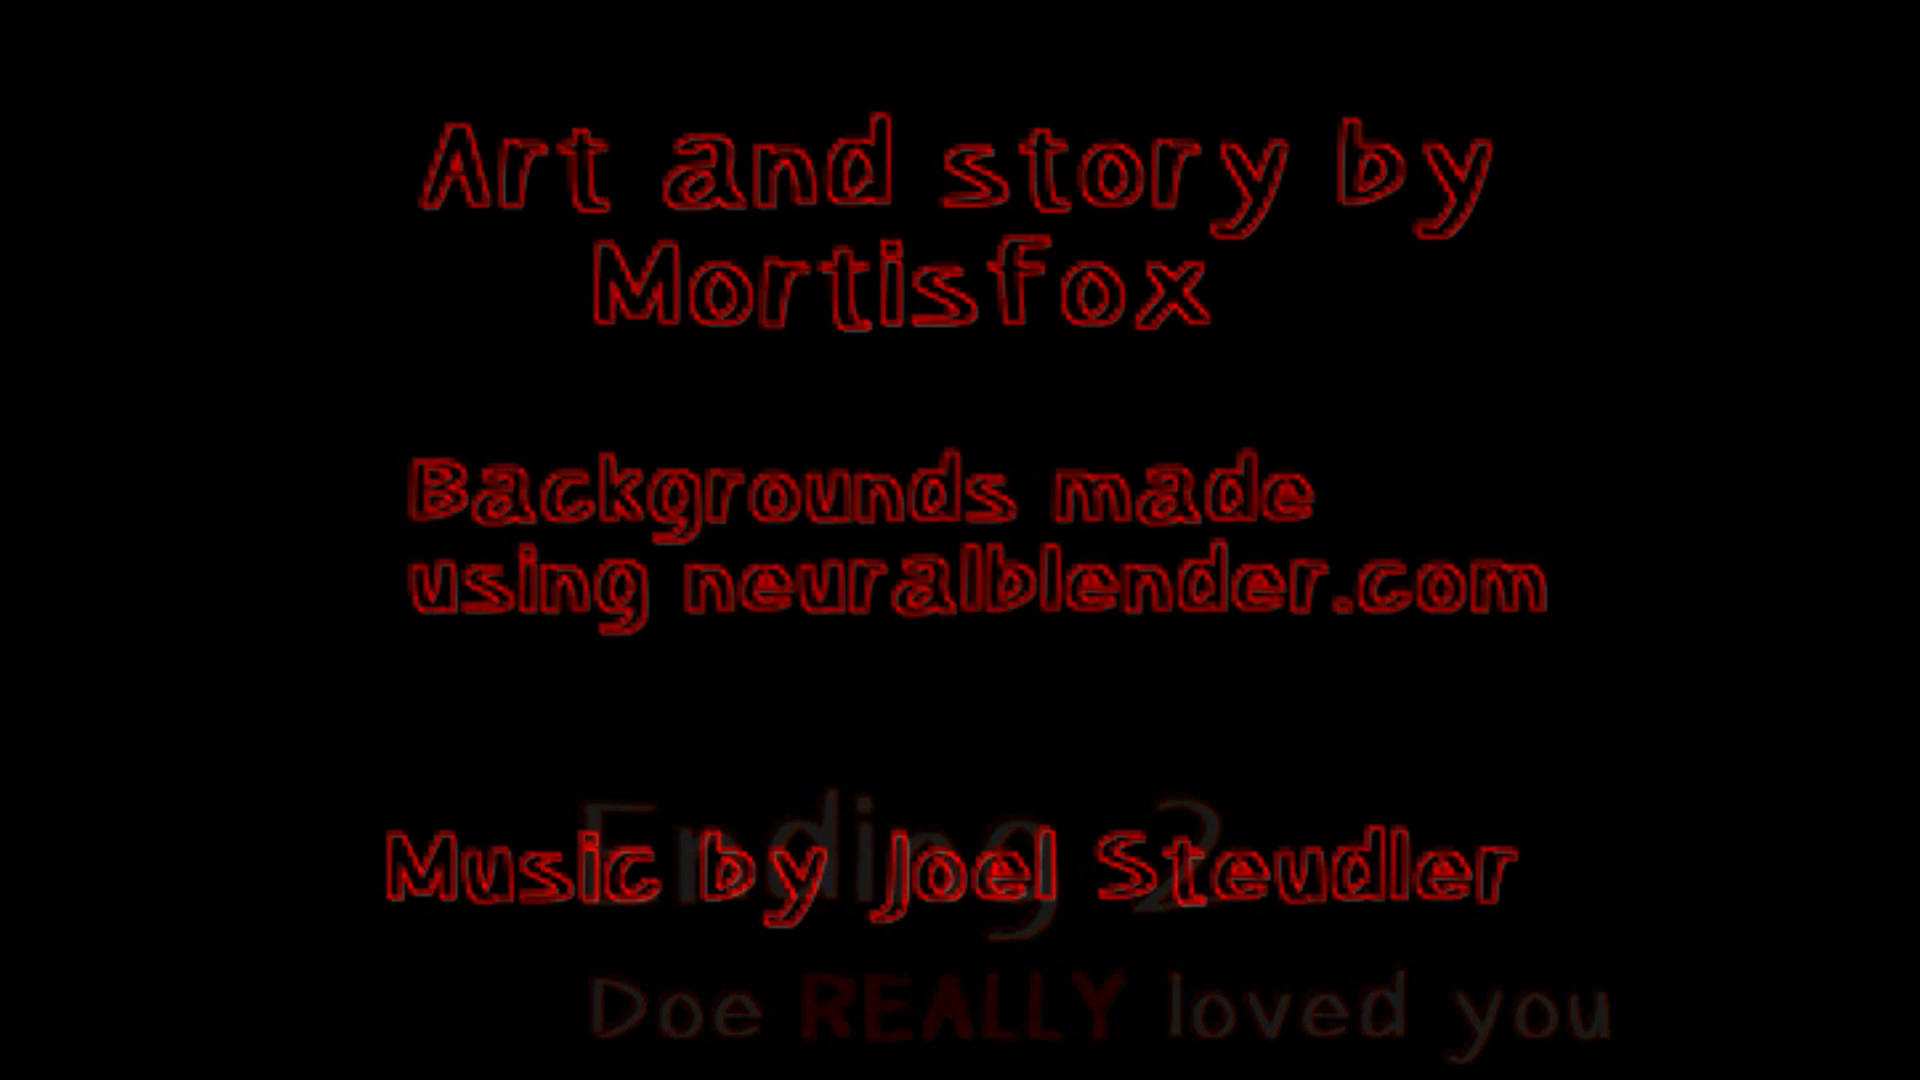 Art and story by
Mortisfox
Backgrounds made
using neuralblender.com
Ending 2
Music by Joel Steudler
Doe REALLY loved you